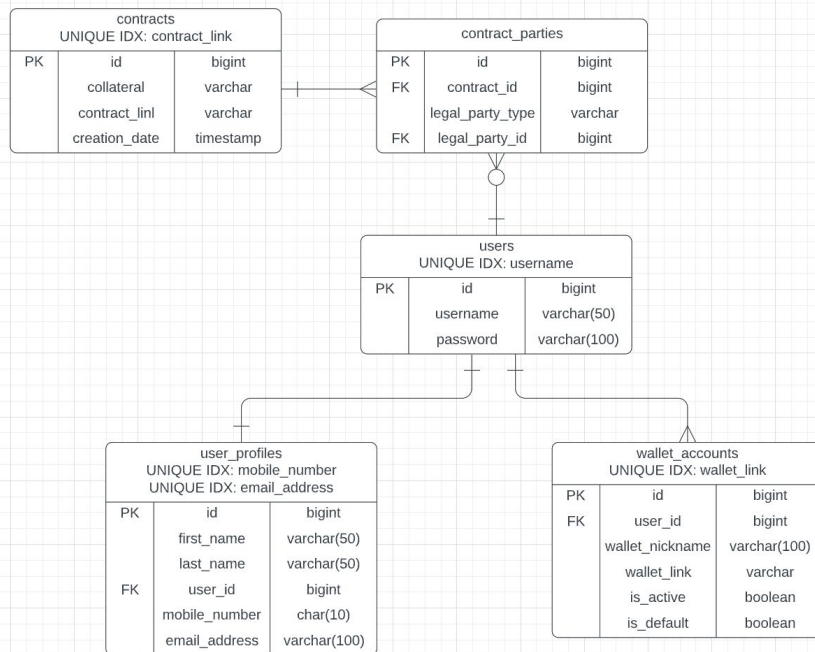 contracts
UNIQUE IDX: contract_link
PK id bigint
collateral varchar
contract_linl varchar
creation_date timestamp
contract_parties
PK id bigint
FK contract_id bigint
legal_party_type varchar
FK legal_party_id bigint
users
UNIQUE IDX: username
PK id bigint
username varchar(50)
password varchar(100)
user_profiles
UNIQUE IDX: mobile_number
UNIQUE IDX: email_address
PK id bigint
first_name varchar(50)
last_name varchar(50)
FK user_id bigint
mobile_number char(10)
email_address varchar(100)
wallet_accounts
UNIQUE IDX: wallet_link
PK id bigint
FK user_id bigint
wallet_nickname varchar(100)
wallet_link varchar
is_active boolean
is_default boolean